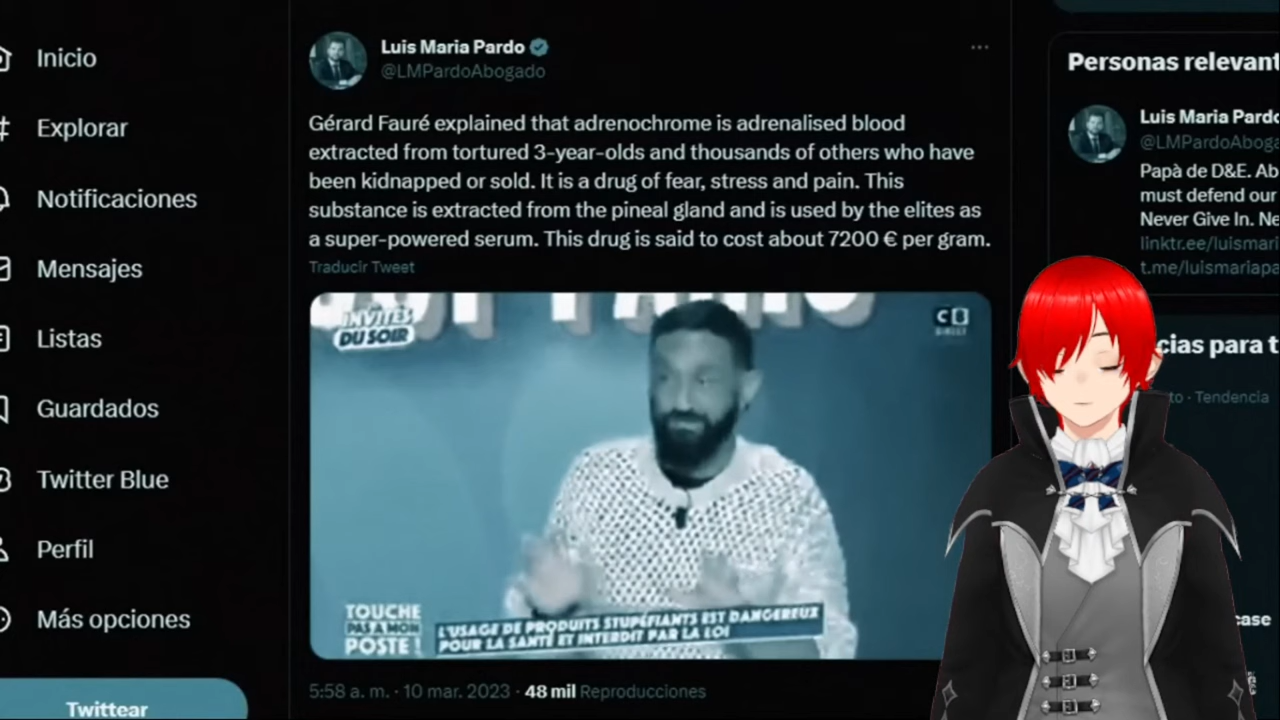 Inicio
Explorar
Notificaciones
Mensajes
Listas
Guardados
Twitter Blue
Perfil
Más opciones
Twittear
Luis Maria Pardo
@LMPardoAbogado
Gérard Fauré explained that adrenochrome is adrenalised blood
extracted from tortured 3-year-olds and thousands of others who have
been kidnapped or sold. It is a drug of fear, stress and pain. This
substance is extracted from the pineal gland and is used by the elites as
a super-powered serum. This drug is said to cost about 7200 € per gram.
Traducir Tweet
INVITÉS
DU SOIR
TOUCHE
PAS A MON
POSTE !
L'USAGE DE PRODUITS STUPÉFIANTS EST DANGEREUX
POUR LA SANTÉ ET INTERDIT PAR LA LOI
5:58 a. m. · 10 mar. 2023 · 48 mil Reproducciones
Personas relevant
Luis Maria Pardo
@LMPardoAboga
Papà de D&E. Ab
must defend our
Never Give In. Ne
linktr.ee/luismari
t.me/luismariapa
cias para t
to · Tendencia
case